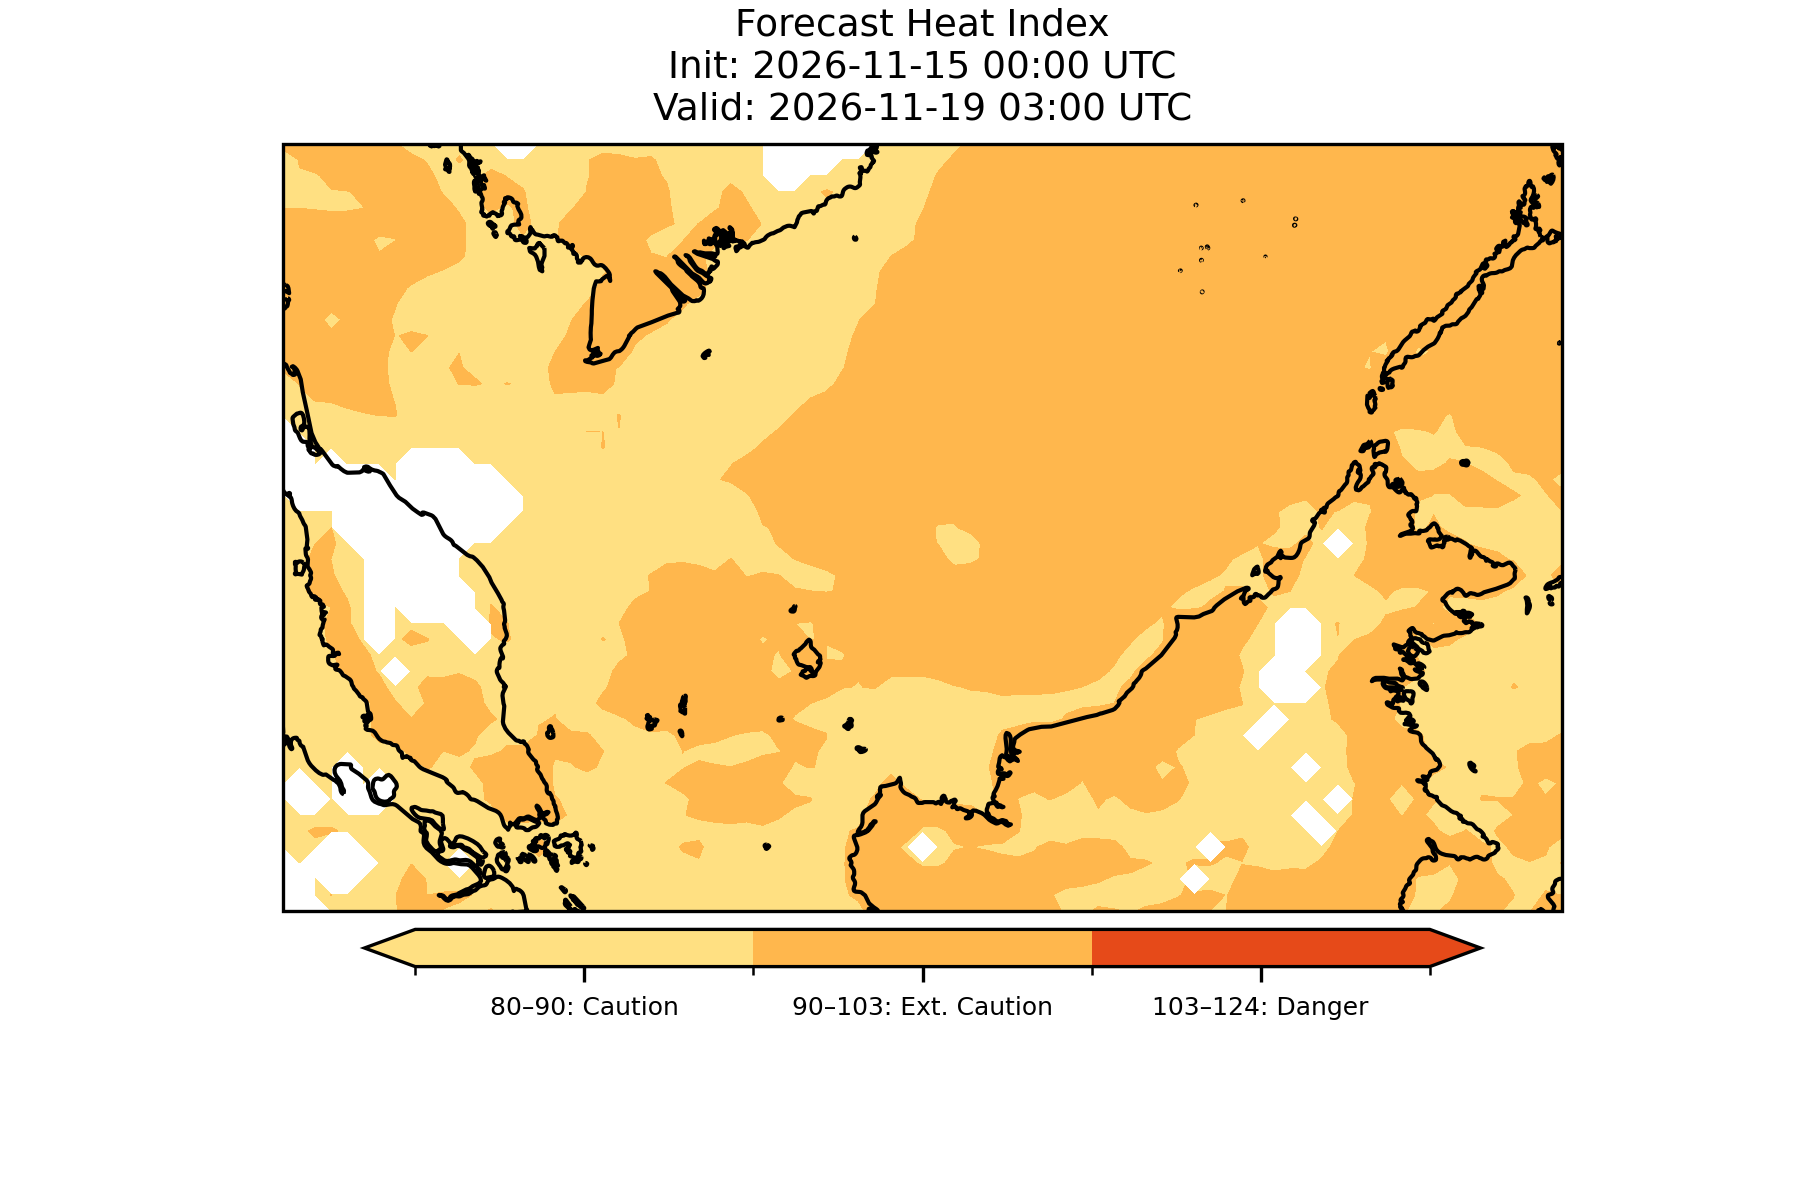 Forecast Heat Index
Init: 2026-11-15 00:00 UTC
Valid: 2026-11-19 03:00 UTC
80–90: Caution
90–103: Ext. Caution
103–124: Danger